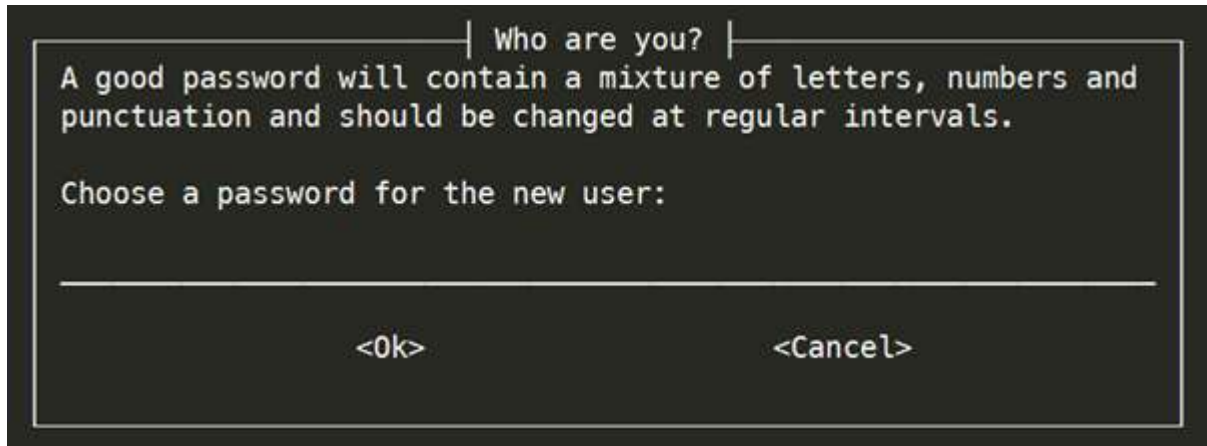 Who are you?
A good password will contain a mixture of letters, numbers and
punctuation and should be changed at regular intervals.
Choose a password for the new user:
<Ok> <Cancel>